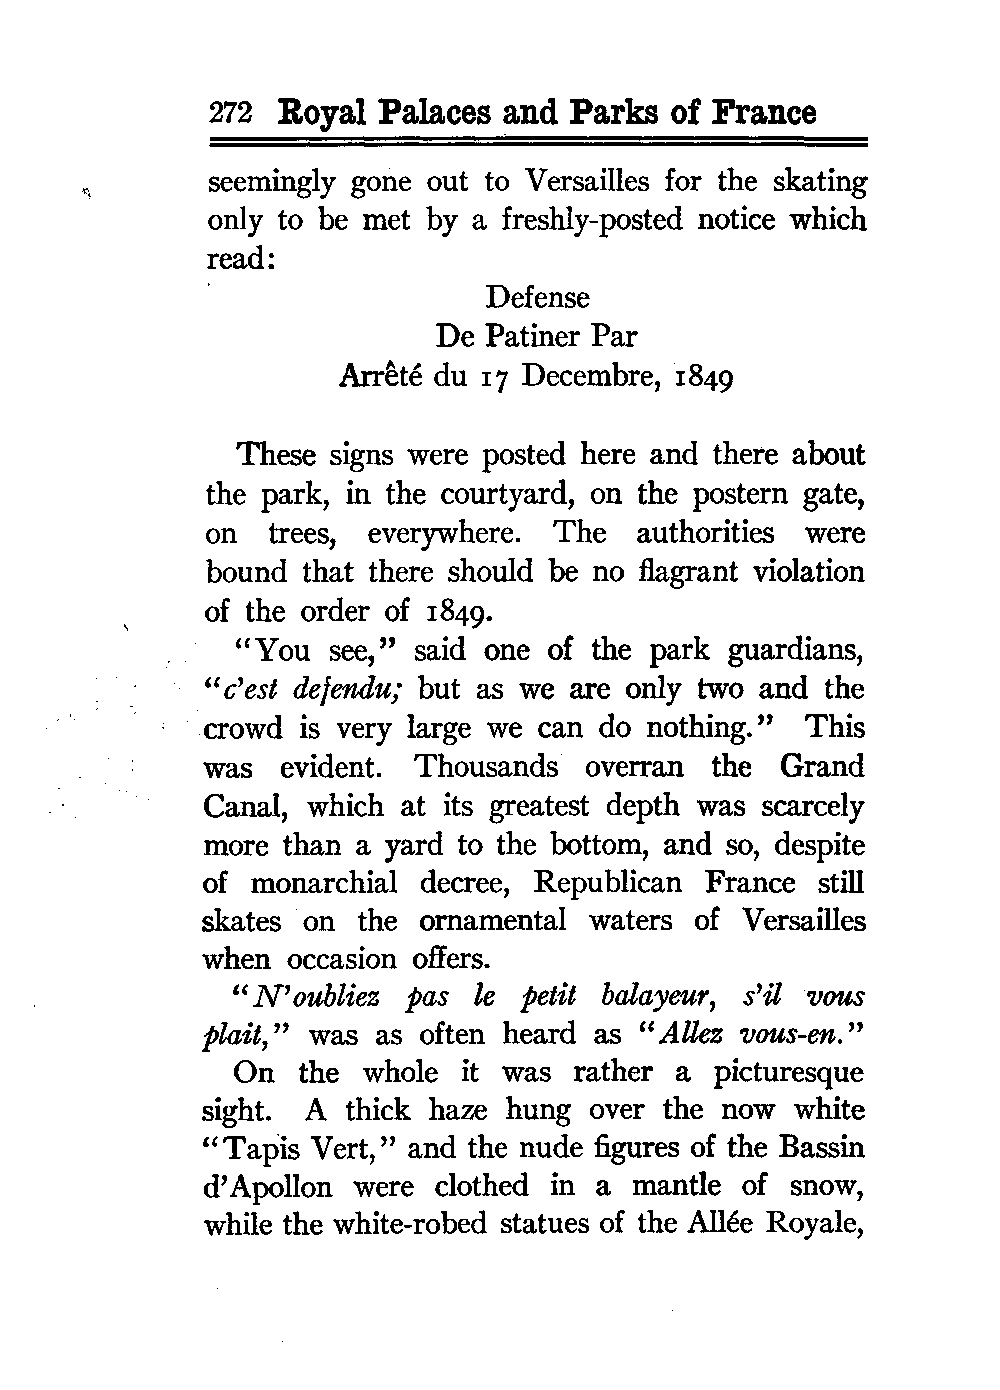 272 Royal Palaces and Parks of France
seemingly gone out to Versailles for the skating
only to be met by a freshly-posted notice which
read:
Defense
De Patiner Par
Arrêté du 17 Decembre, 1849
These signs were posted here and there about
the park, in the courtyard, on the postern gate,
on trees, everywhere. The authorities were
bound that there should be no flagrant violation
of the order of 1849.
"You see," said one of the park guardians,
"c'est defendu; but as we are only two and the
crowd is very large we can do nothing." This
was evident. Thousands overran the Grand
Canal, which at its greatest depth was scarcely
more than a yard to the bottom, and so, despite
of monarchial decree, Republican France still
skates on the ornamental waters of Versailles
when occasion offers.
"N'oubliez pas le petit balayeur, s'il vous
plait," was as often heard as "Allez vous-en."
On the whole it was rather a picturesque
sight. A thick haze hung over the now white
"Tapis Vert," and the nude figures of the Bassin
d'Apollon were clothed in a mantle of snow,
while the white-robed statues of the Allée Royale,